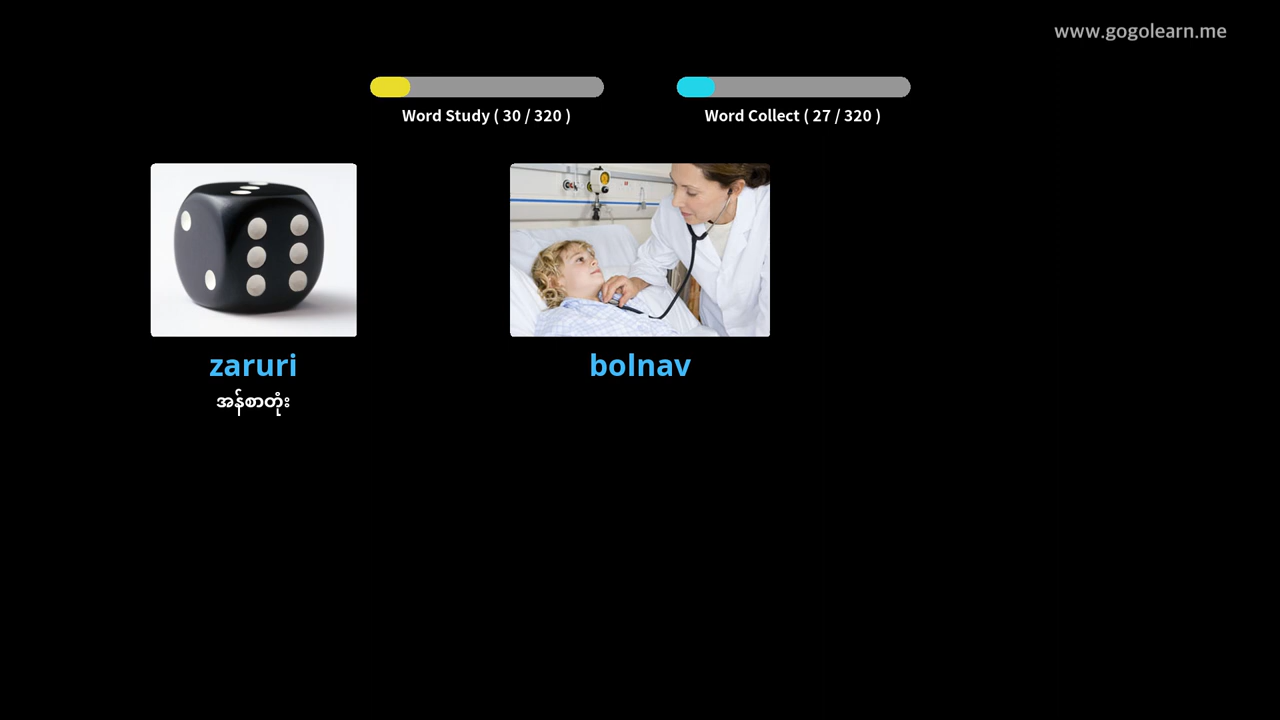 www.gogolearn.me
Word Study ( 30 / 320 )
Word Collect ( 27 / 320 )
zaruri
အန်စာတုံး
bolnav